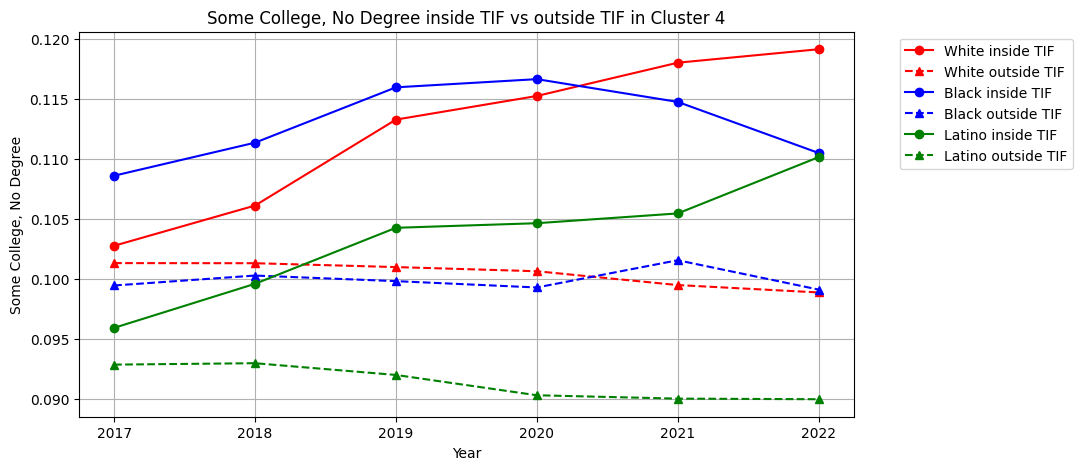 Some College, No Degree inside TIF vs outside TIF in Cluster 4
Some College, No Degree
0.120
0.115
0.110
0.105
0.100
0.095
0.090
2017
2018
2019
2020
2021
2022
Year
White inside TIF
White outside TIF
Black inside TIF
Black outside TIF
Latino inside TIF
Latino outside TIF